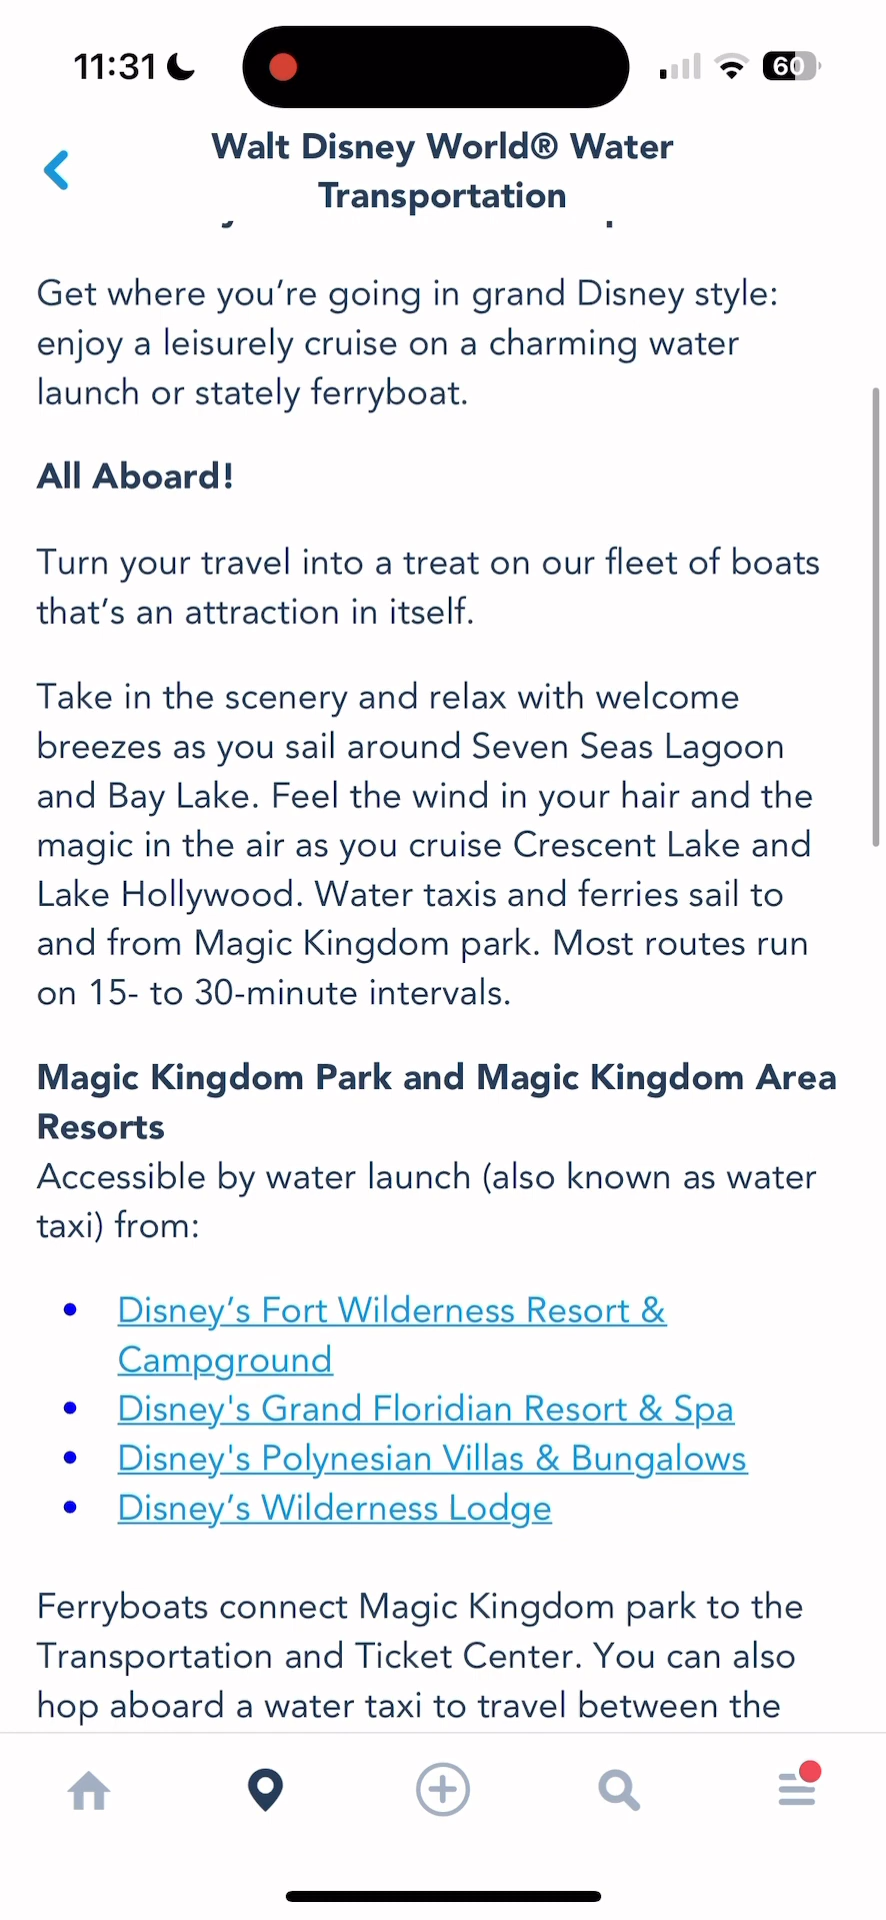 11:31
60
Walt Disney World® Water
Transportation
Get where you’re going in grand Disney style:
enjoy a leisurely cruise on a charming water
launch or stately ferryboat.
All Aboard!
Turn your travel into a treat on our fleet of boats
that’s an attraction in itself.
Take in the scenery and relax with welcome
breezes as you sail around Seven Seas Lagoon
and Bay Lake. Feel the wind in your hair and the
magic in the air as you cruise Crescent Lake and
Lake Hollywood. Water taxis and ferries sail to
and from Magic Kingdom park. Most routes run
on 15- to 30-minute intervals.
Magic Kingdom Park and Magic Kingdom Area
Resorts
Accessible by water launch (also known as water
taxi) from:
• Disney’s Fort Wilderness Resort &
Campground
• Disney's Grand Floridian Resort & Spa
• Disney's Polynesian Villas & Bungalows
• Disney’s Wilderness Lodge
Ferryboats connect Magic Kingdom park to the
Transportation and Ticket Center. You can also
hop aboard a water taxi to travel between the